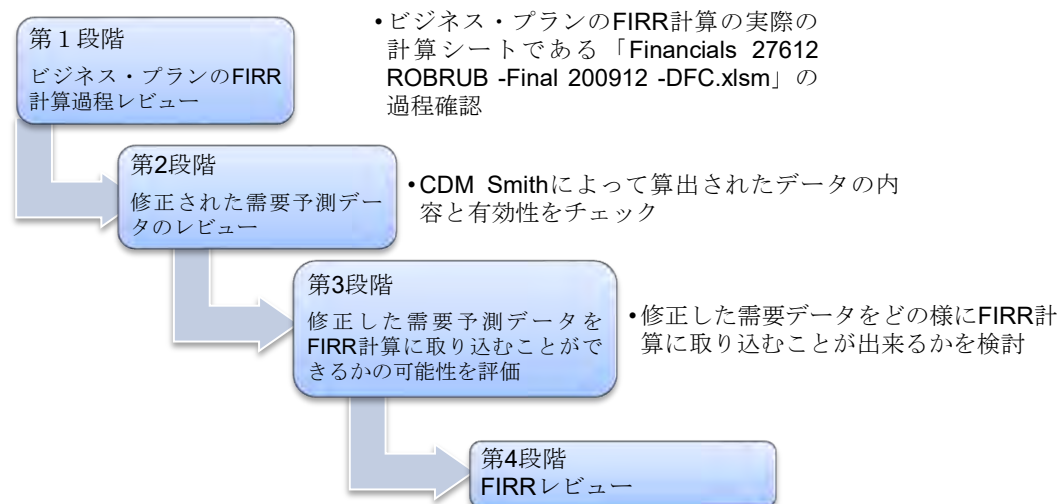 第１段階
ビジネス・プランのFIRR
計算過程レビュー
•ビジネス・プランのFIRR計算の実際の
計算シートである「Financials 27612
ROBRUB -Final 200912 -DFC.xlsm」の
過程確認
第2段階
修正された需要予測デー
タのレビュー
•CDM Smithによって算出されたデータの内
容と有効性をチェック
第3段階
修正した需要予測データを
FIRR計算に取り込むことがで
きるかの可能性を評価
•修正した需要データをどの様にFIRR計
算に取り込むことが出来るかを検討
第4段階
FIRRレビュー